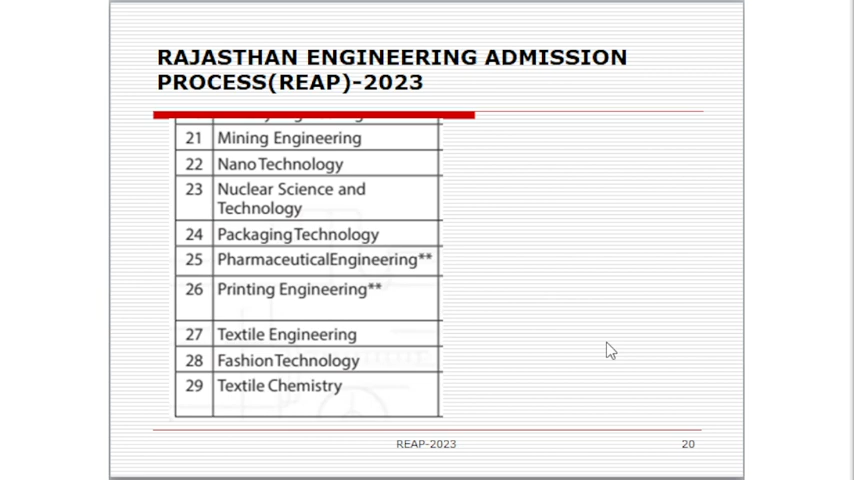 RAJASTHAN ENGINEERING ADMISSION
PROCESS(REAP)-2023
21 Mining Engineering
22 Nano Technology
23 Nuclear Science and
Technology
24 Packaging Technology
25 PharmaceuticalEngineering**
26 Printing Engineering**
27 Textile Engineering
28 Fashion Technology
29 Textile Chemistry
REAP-2023 20